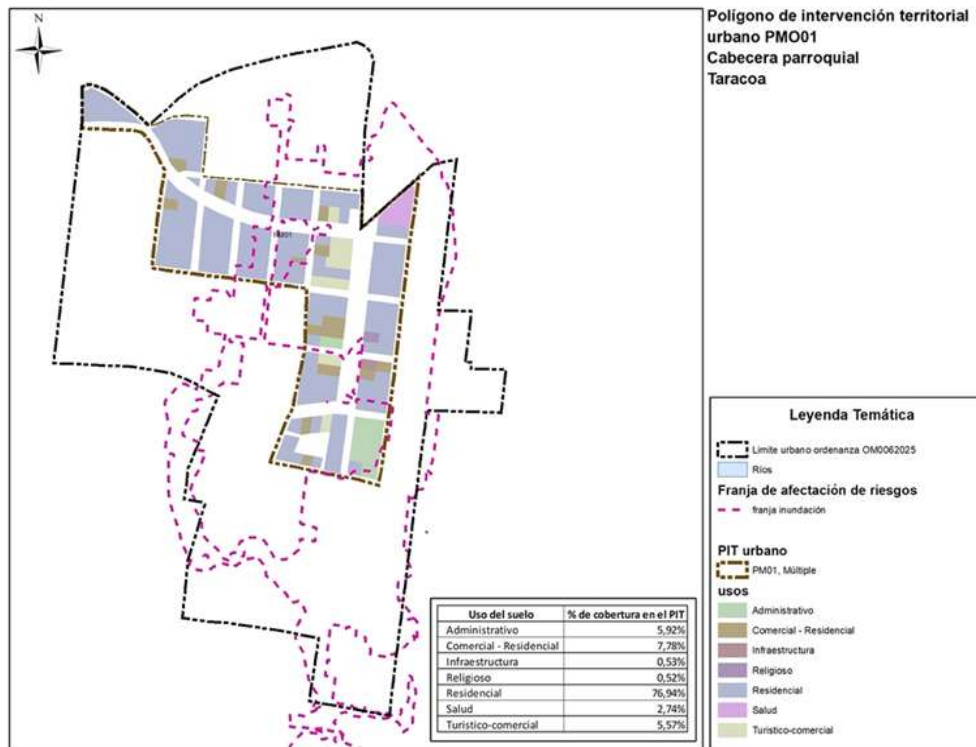 N
Polígono de intervención territorial
urbano PMO01
Cabecera parroquial
Taracoa
PM01
Leyenda Temática
Limite urbano ordenanza OM0062025
Ríos
Franja de afectación de riesgos
franja inundación
PIT urbano
PM01, Múltiple
usos
Administrativo
Comercial - Residencial
Infraestructura
Religioso
Residencial
Salud
Turistico-comercial
Uso del suelo % de cobertura en el PIT
Administrativo 5,92%
Comercial - Residencial 7,78%
Infraestructura 0,53%
Religioso 0,52%
Residencial 76,94%
Salud 2,74%
Turistico-comercial 5,57%